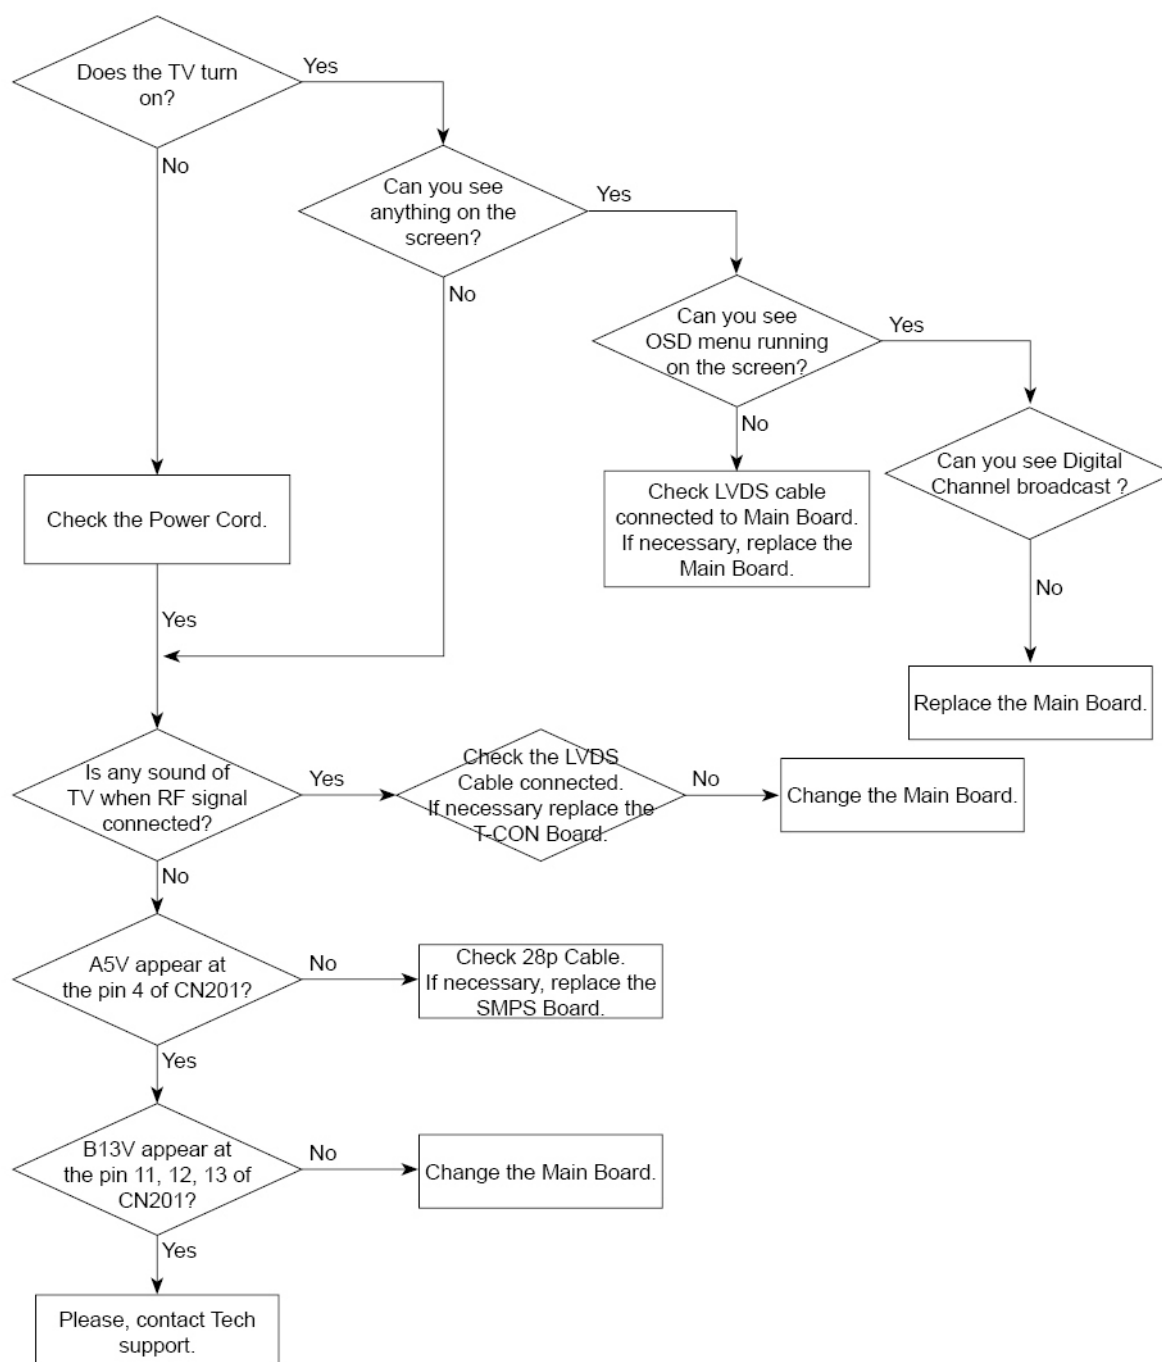 Does the TV turn
on?
Yes
No
Can you see
anything on the
screen?
Yes
No
Can you see
OSD menu running
on the screen?
Yes
No
Can you see Digital
Channel broadcast ?
No
Check LVDS cable
connected to Main Board.
If necessary, replace the
Main Board.
Replace the Main Board.
Check the Power Cord.
Yes
Is any sound of
TV when RF signal
connected?
Yes
Check the LVDS
Cable connected.
If necessary replace the
T-CON Board.
No
Change the Main Board.
No
A5V appear at
the pin 4 of CN201?
No
Check 28p Cable.
If necessary, replace the
SMPS Board.
Yes
B13V appear at
the pin 11, 12, 13 of
CN201?
No
Change the Main Board.
Yes
Please, contact Tech
support.